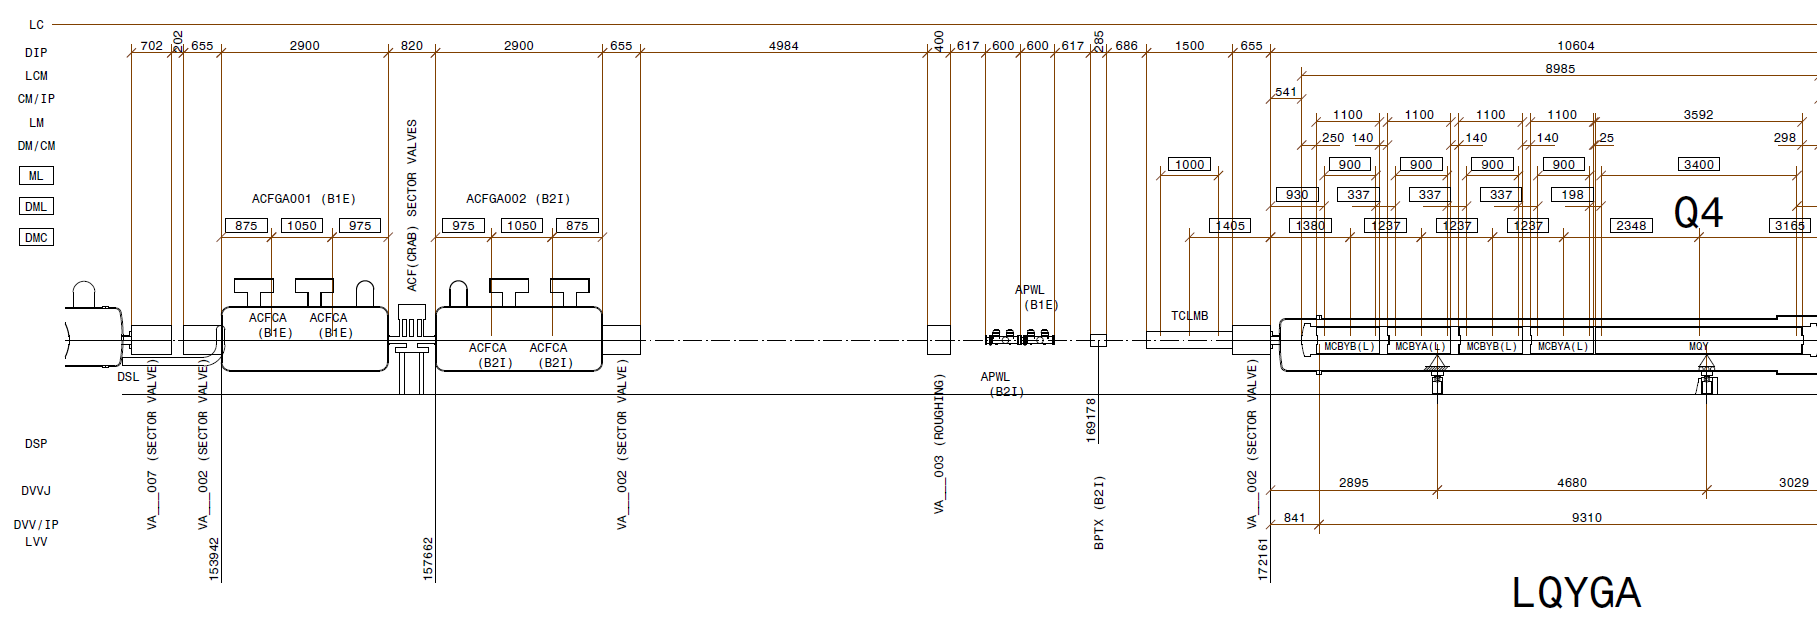 LC
DIP 702 202 655 2900 820 2900 655 4984 400 617 600 600 617 285 686 1500 655 10604
LCM 8985
CM/IP 541
LM 1100 1100 1100 1100 3592
DM/CM 250 140 140 140 25 298
ML 1000 900 900 900 900 3400
DML 930 337 337 337 198
Q4
ACFGA001 (B1E) ACFGA002 (B2I)
DMC 875 1050 975 975 1050 875 1405 1380 1237 1237 1237 2348 3165
ACF(CRAB) SECTOR VALVES
APWL
(B1E)
ACFCA
(B1E)
ACFCA
(B1E)
TCLMB
ACFCA
(B2I)
ACFCA
(B2I)
MCBYB(L) MCBYA(L) MCBYB(L) MCBYA(L) MQY
DSL
APWL
(B2I)
VA___007 (SECTOR VALVE)
VA___002 (SECTOR VALVE)
VA___002 (SECTOR VALVE)
VA___003 (ROUGHING)
169178
BPTX (B2I)
VA___002 (SECTOR VALVE)
DSP
DVVJ 2895 4680 3029
DVV/IP 841 9310
LVV
153942
157662
172161
LQYGA